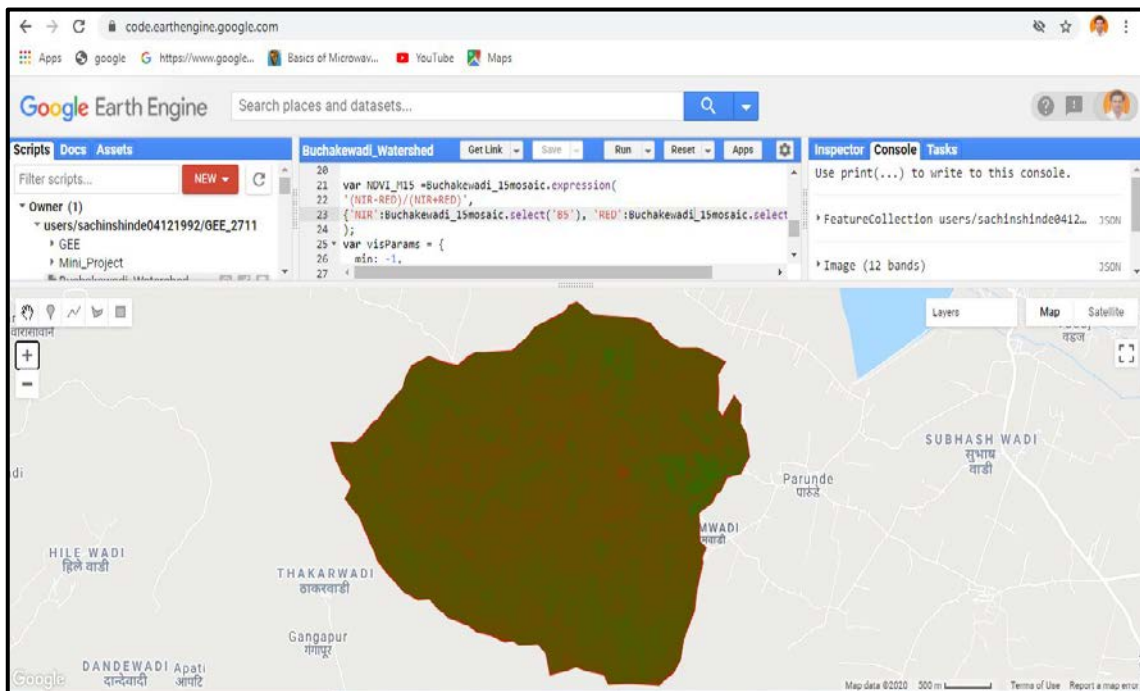 code.earthengine.google.com
Apps google https://www.google... Basics of Microwav... YouTube Maps
Google Earth Engine
Search places and datasets...
Scripts Docs Assets
Filter scripts...
NEW
Owner (1)
users/sachinshinde04121992/GEE_2711
GEE
Mini_Project
Buchakewadi_Watershed
Buchakewadi_Watershed
Get Link Save Run Reset Apps
20
21 var NDVI_M15 =Buchakewadi_15mosaic.expression(
22 '(NIR-RED)/(NIR+RED)',
23 {'NIR':Buchakewadi_15mosaic.select('B5'), 'RED':Buchakewadi_15mosaic.select
24 );
25 var visParams = {
26 min: -1,
27
Inspector Console Tasks
Use print(...) to write to this console.
FeatureCollection users/sachinshinde0412... JSON
Image (12 bands) JSON
Layers
Map Satellite
वडज
SUBHASH WADI
सुभाष
वाडी
Parunde
पारुंडे
MWADI
मवाडी
di
HILE WADI
हिले वाडी
THAKARWADI
ठाकरवाडी
Gangapur
गंगापूर
DANDEWADI
दान्देवादी
Apati
आपटि
Google
Map data ©2020 500 m Terms of Use Report a map error